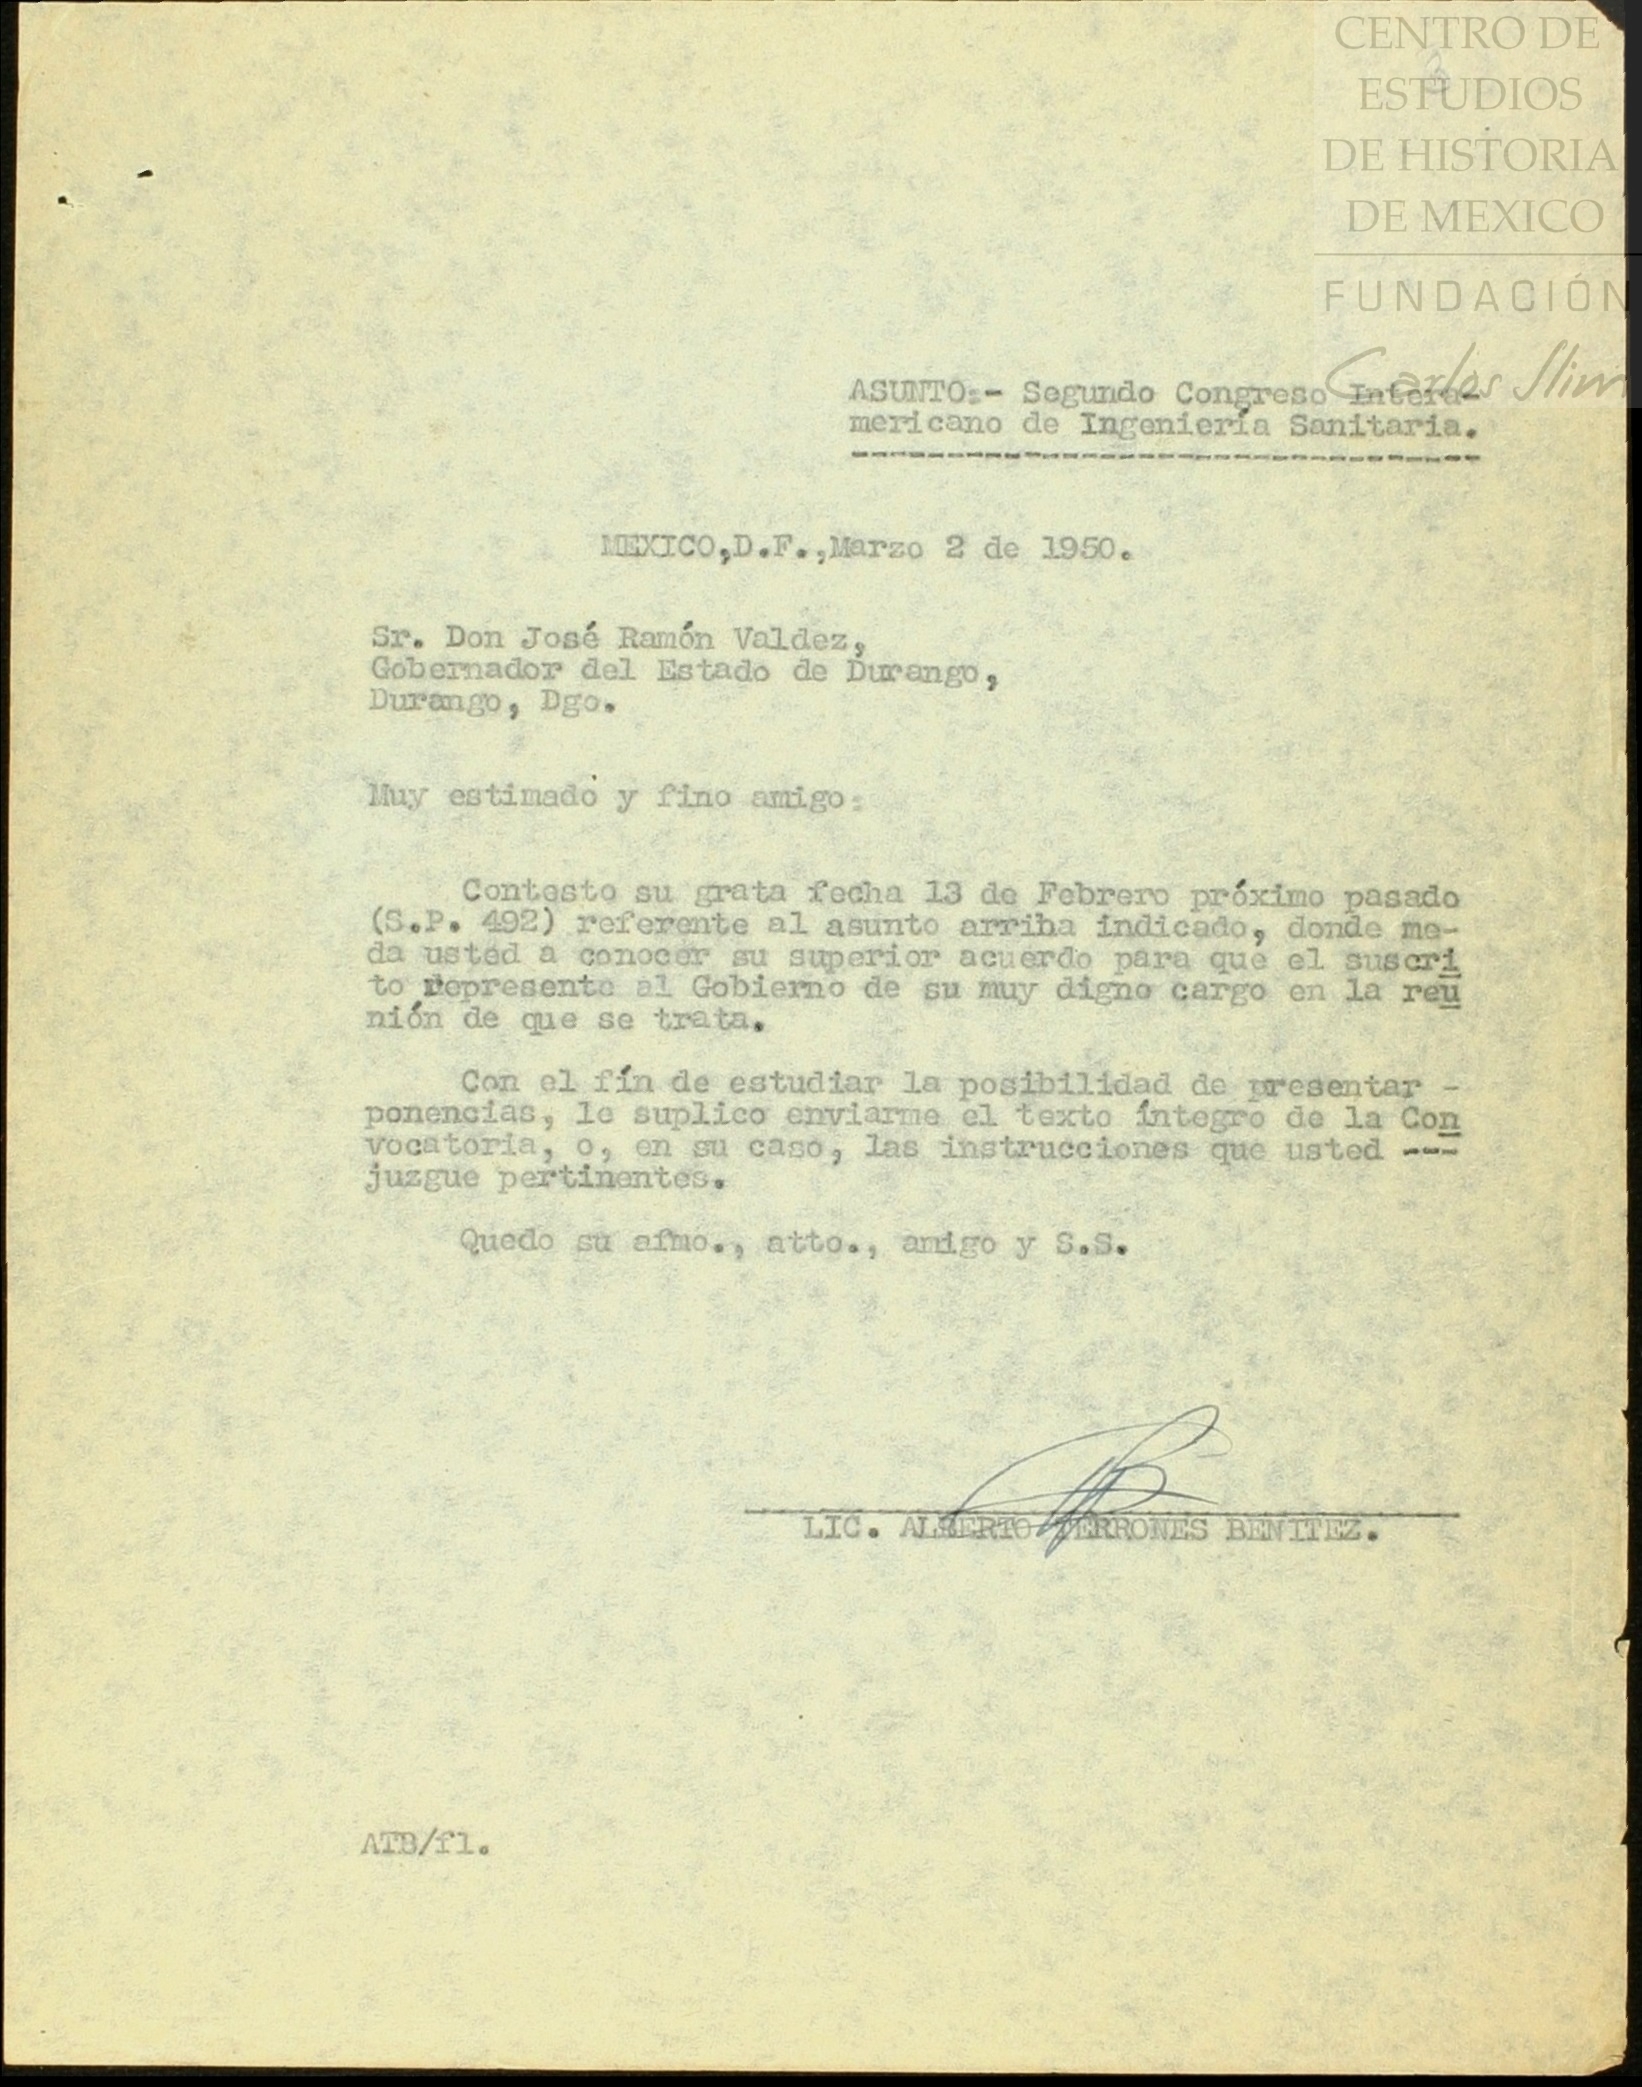 CENTRO DE
ESTUDIOS
DE HISTORIA
DE MEXICO
FUNDACIÓN
Carlos Slim
ASUNTO:- Segundo Congreso Intera-
mericano de Ingeniería Sanitaria.
MEXICO,D.F.,Marzo 2 de 1950.
Sr. Don José Ramón Valdez,
Gobernador del Estado de Durango,
Durango, Dgo.
Muy estimado y fino amigo:
Contesto su grata fecha 13 de Febrero próximo pasado
(S.P. 492) referente al asunto arriba indicado, donde me-
da usted a conocer su superior acuerdo para que el suscri
to represente al Gobierno de su muy digno cargo en la reu
nión de que se trata.
Con el fín de estudiar la posibilidad de presentar -
ponencias, le suplico enviarme el texto íntegro de la Con
vocatoria, o, en su caso, las instrucciones que usted ---
juzgue pertinentes.
Quedo su afmo., atto., amigo y S.S.
LIC. ALBERTO TERRONES BENITEZ.
ATB/fl.